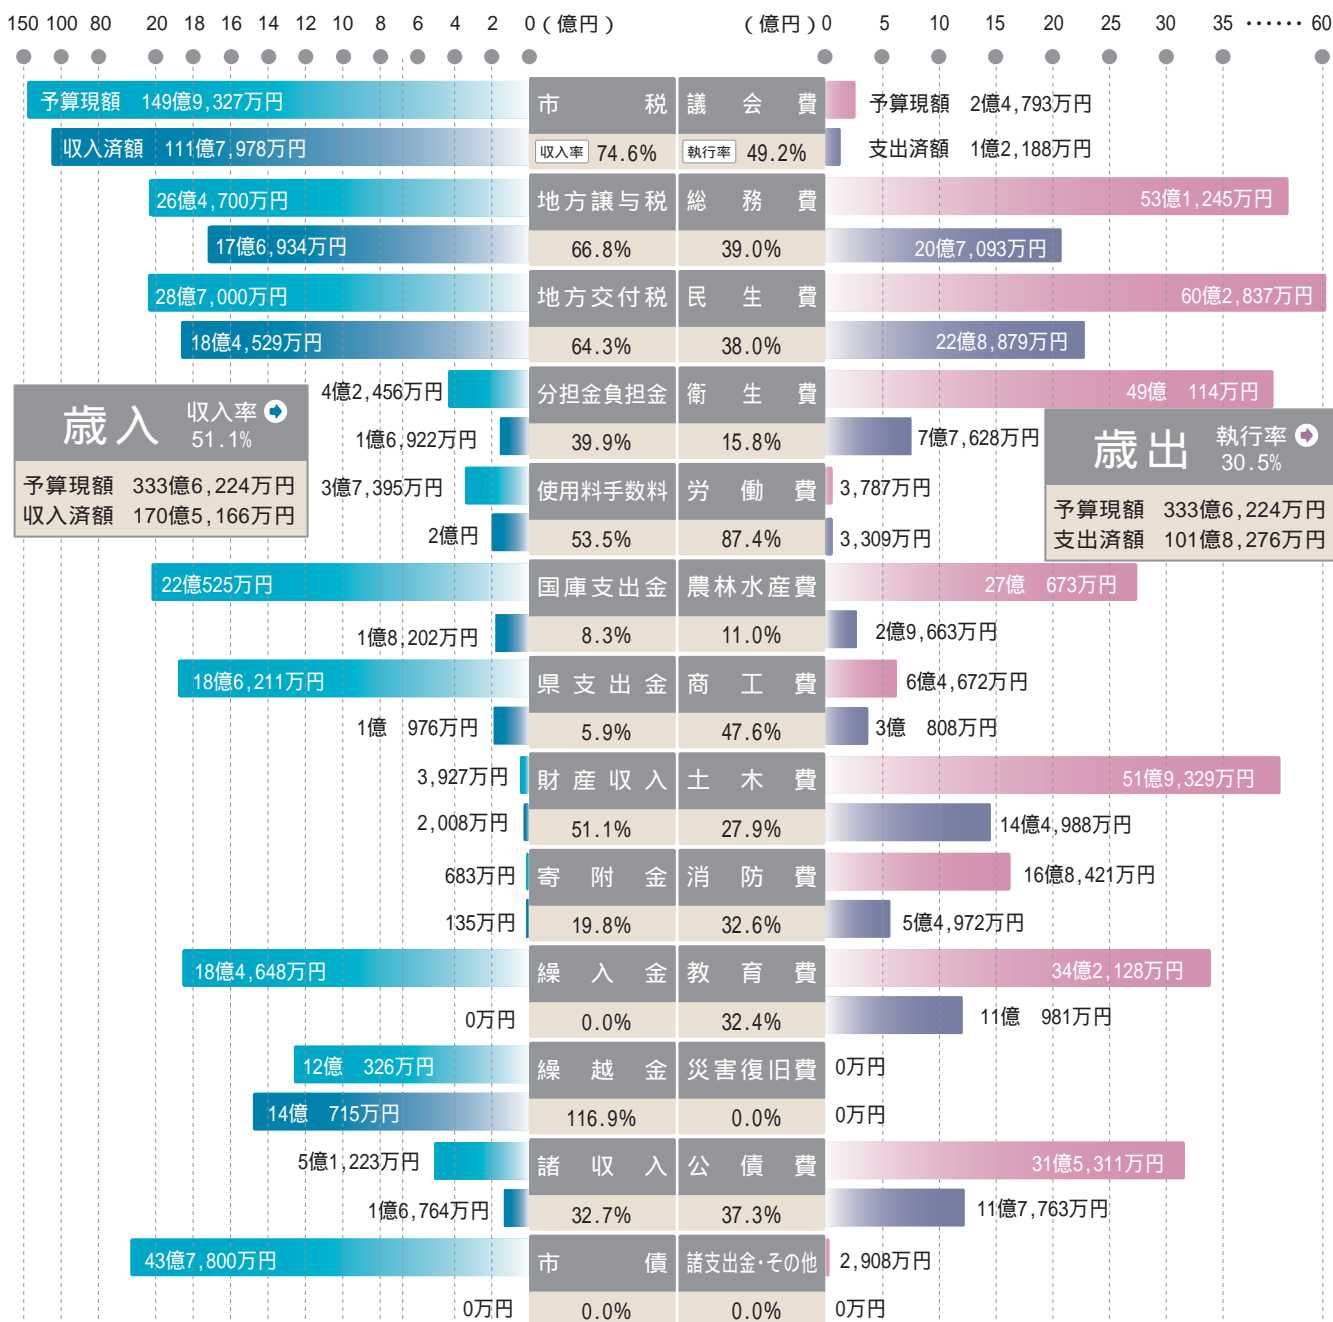 150 100 80 20 18 16 14 12 10 8 6 4 2 0 (億円)
(億円) 0 5 10 15 20 25 30 35 ‥‥‥ 60
予算現額 149億9,327万円
収入済額 111億7,978万円
市税
収入率 74.6%
議会費
執行率 49.2%
予算現額 2億4,793万円
支出済額 1億2,188万円
26億4,700万円
17億6,934万円
地方譲与税
66.8%
総務費
39.0%
53億1,245万円
20億7,093万円
28億7,000万円
18億4,529万円
地方交付税
64.3%
民生費
38.0%
60億2,837万円
22億8,879万円
4億2,456万円
1億6,922万円
分担金負担金
39.9%
衛生費
15.8%
49億 114万円
7億7,628万円
歳入 収入率
51.1%
予算現額 333億6,224万円
収入済額 170億5,166万円
歳出 執行率
30.5%
予算現額 333億6,224万円
支出済額 101億8,276万円
3億7,395万円
2億円
使用料手数料
53.5%
労働費
87.4%
3,787万円
3,309万円
22億525万円
1億8,202万円
国庫支出金
8.3%
農林水産費
11.0%
27億 673万円
2億9,663万円
18億6,211万円
1億 976万円
県支出金
5.9%
商工費
47.6%
6億4,672万円
3億 808万円
3,927万円
2,008万円
財産収入
51.1%
土木費
27.9%
51億9,329万円
14億4,988万円
683万円
135万円
寄附金
19.8%
消防費
32.6%
16億8,421万円
5億4,972万円
18億4,648万円
0万円
繰入金
0.0%
教育費
32.4%
34億2,128万円
11億 981万円
12億 326万円
14億 715万円
繰越金
116.9%
災害復旧費
0.0%
0万円
0万円
5億1,223万円
1億6,764万円
諸収入
32.7%
公債費
37.3%
31億5,311万円
11億7,763万円
43億7,800万円
0万円
市債
0.0%
諸支出金・その他
0.0%
2,908万円
0万円